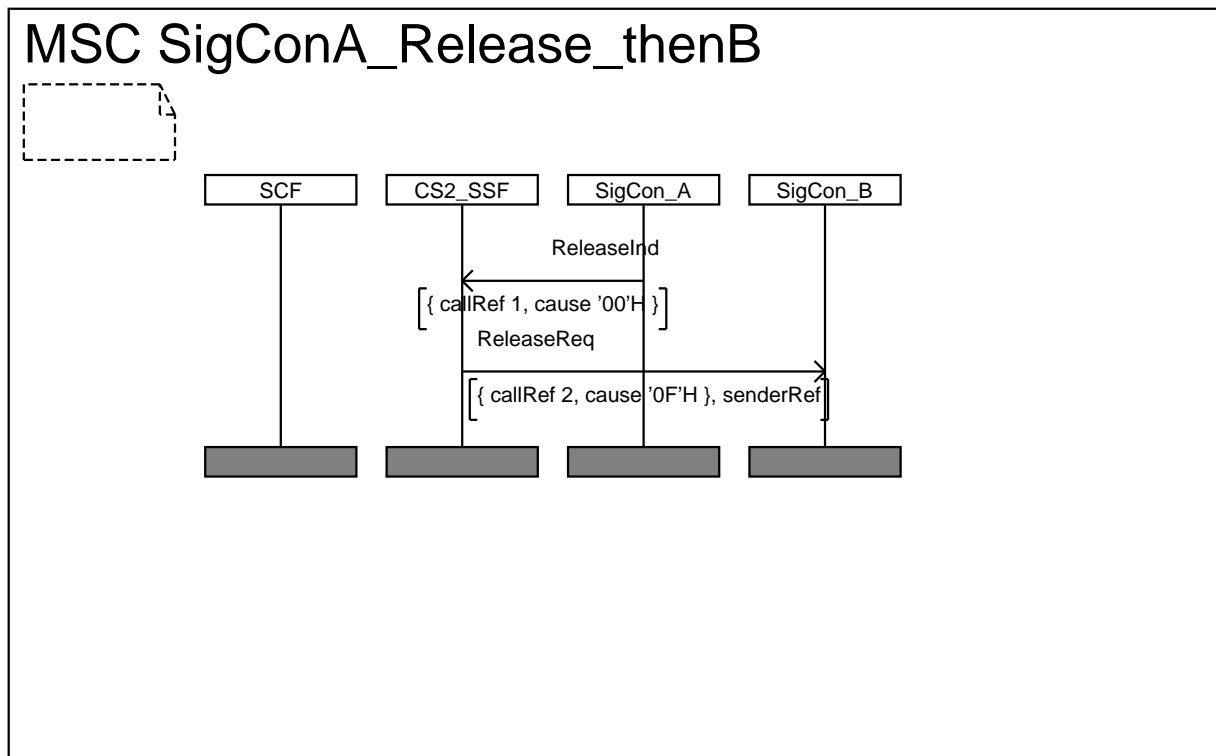 MSC SigConA_Release_thenB
SCF
CS2_SSF
SigCon_A
SigCon_B
ReleaseInd
{ callRef 1, cause '00'H }
ReleaseReq
{ callRef 2, cause '0F'H }, senderRef